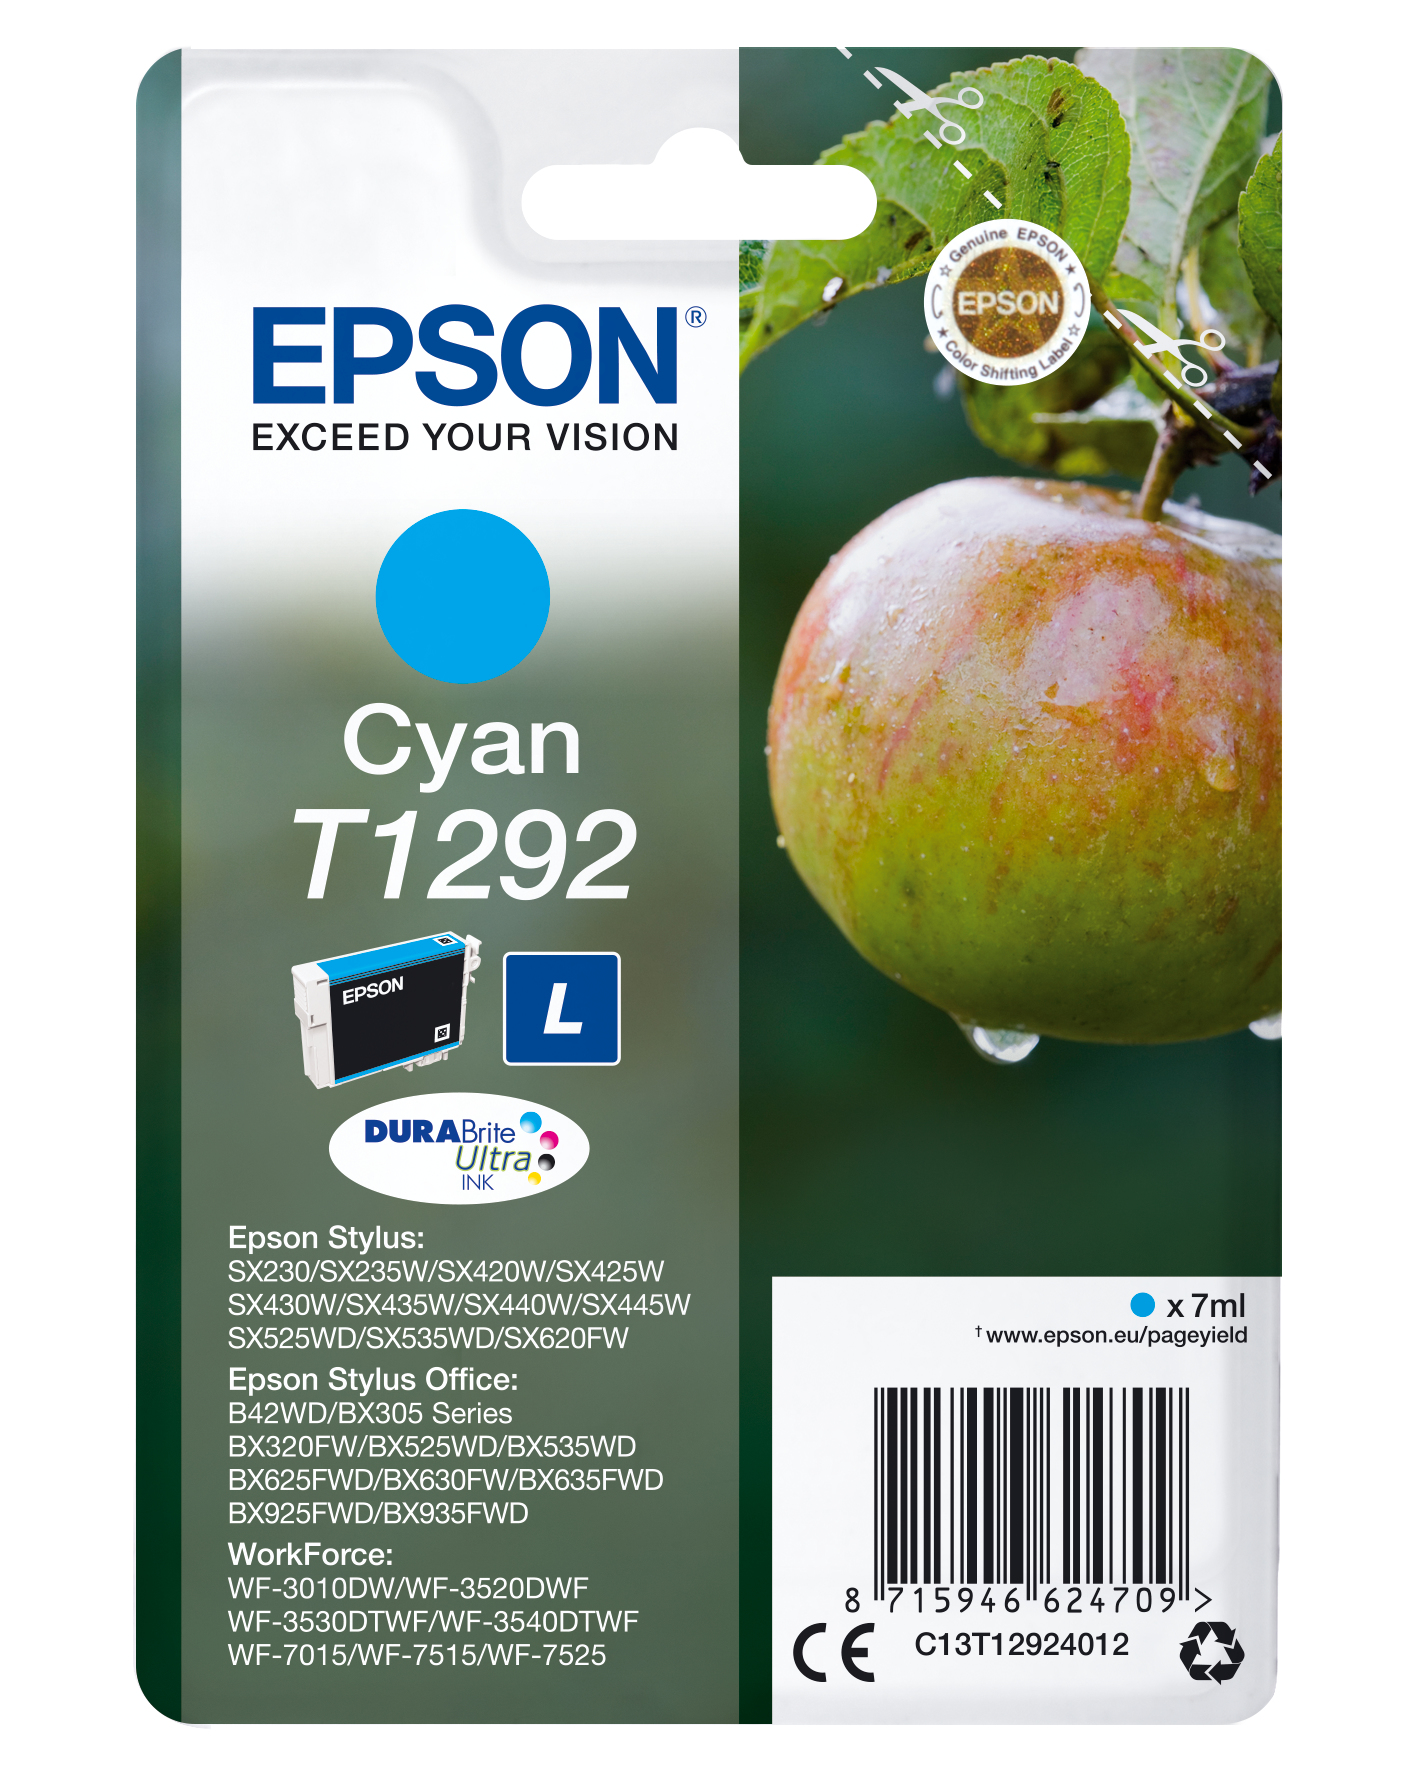 Genuine EPSON
EPSON
Color Shifting Label
EPSON®
EXCEED YOUR VISION
Cyan
T1292
EPSON
L
DURABrite
Ultra
INK
Epson Stylus:
SX230/SX235W/SX420W/SX425W
SX430W/SX435W/SX440W/SX445W
SX525WD/SX535WD/SX620FW
Epson Stylus Office:
B42WD/BX305 Series
BX320FW/BX525WD/BX535WD
BX625FWD/BX630FW/BX635FWD
BX925FWD/BX935FWD
WorkForce:
WF-3010DW/WF-3520DWF
WF-3530DTWF/WF-3540DTWF
WF-7015/WF-7515/WF-7525
x 7ml
†www.epson.eu/pageyield
8 715946 624709 >
CE
C13T12924012